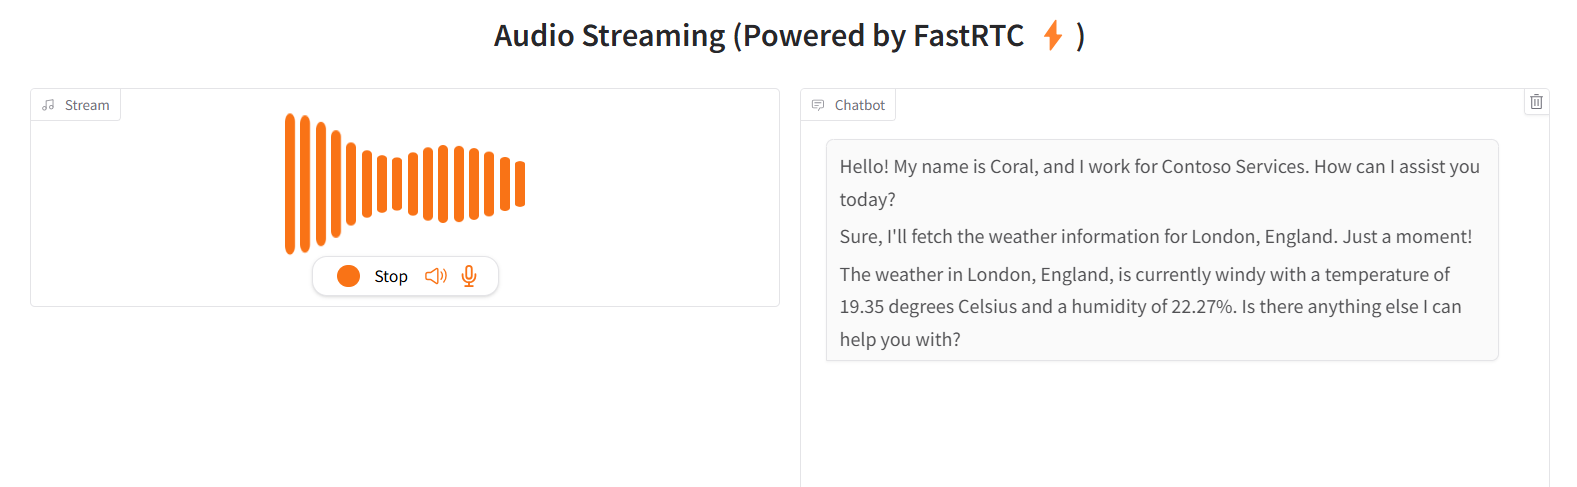 Audio Streaming (Powered by FastRTC ⚡ )
Stream
Stop
Chatbot
Hello! My name is Coral, and I work for Contoso Services. How can I assist you
today?
Sure, I'll fetch the weather information for London, England. Just a moment!
The weather in London, England, is currently windy with a temperature of
19.35 degrees Celsius and a humidity of 22.27%. Is there anything else I can
help you with?